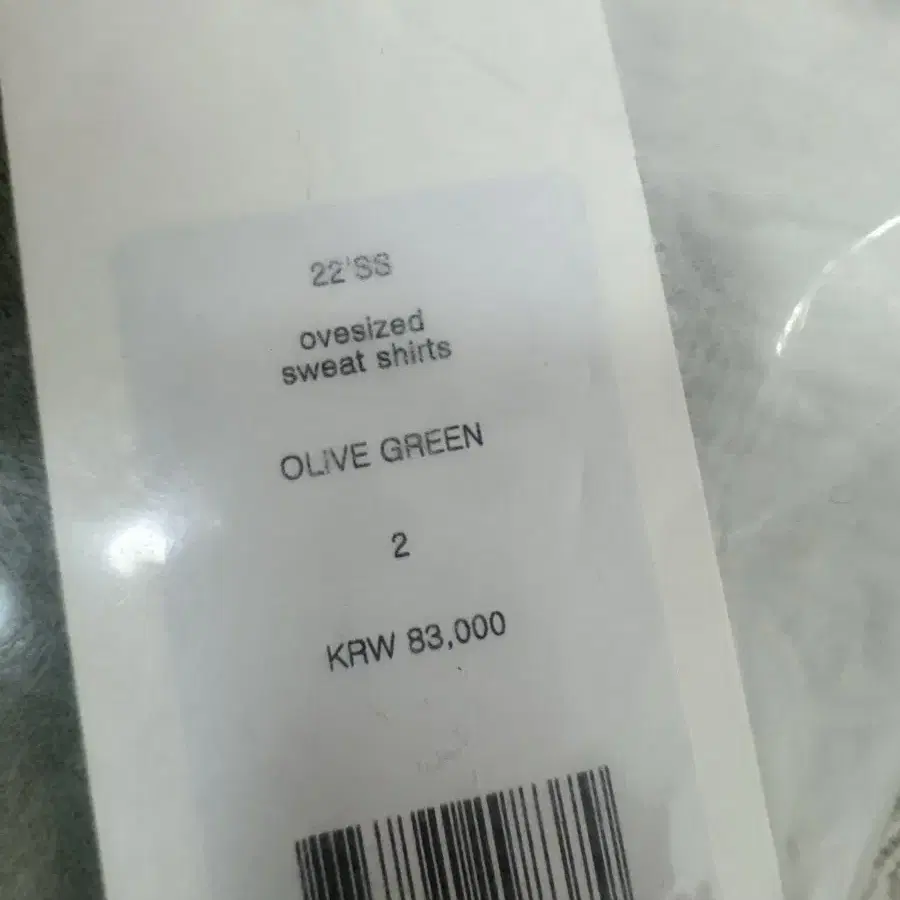 22'SS
ovesized
sweat shirts
OLIVE GREEN
2
KRW 83,000